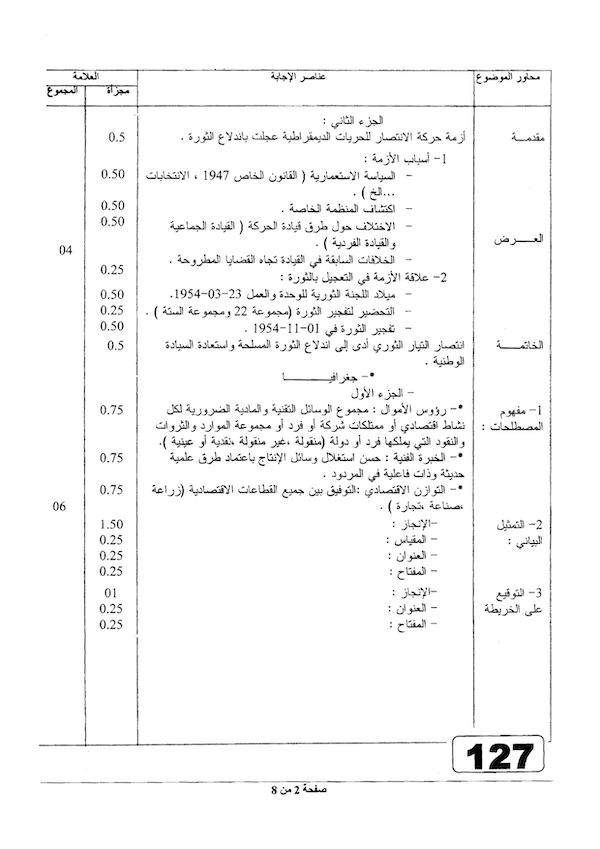 محاور الموضوع عناصر الإجابة العلامة
مجزأة المجموع
الجزء الثاني :
مقدمـــة أزمة حركة الانتصار للحريات الديمقراطية عجلت باندلاع الثورة . 0.5
1- أسباب الأزمة :
- السياسة الاستعمارية ( القانون الخاص 1947 ، الانتخابات 0.50
...الخ ) .
- اكتشاف المنظمة الخاصة . 0.50
- الاختلاف حول طرق قيادة الحركة ( القيادة الجماعية 0.50
العـــرض والقيادة الفردية ) .
04
- الخلافات السابقة في القيادة تجاه القضايا المطروحة .
2- علاقة الأزمة في التعجيل بالثورة : 0.25
- ميلاد اللجنة الثورية للوحدة والعمل 23-03-1954. 0.50
- التحضير لتفجير الثورة (مجموعة 22 ومجموعة الستة ) . 0.25
- تفجير الثورة في 01-11-1954 . 0.50
الخاتمـــة انتصار التيار الثوري أدى إلى اندلاع الثورة المسلحة واستعادة السيادة 0.5
الوطنية .
*- جغرافيـــــا
- الجزء الأول
1- مفهوم *- رؤوس الأموال : مجموع الوسائل التقنية والمادية الضرورية لكل 0.75
المصطلحات : نشاط اقتصادي أو ممتلكات شركة أو فرد أو مجموعة الموارد والثروات
والنقود التي يملكها فرد أو دولة (منقولة ،غير منقولة ،نقدية أو عينية ).
*- الخبرة الفنية : حسن استغلال وسائل الإنتاج باعتماد طرق علمية 0.75
حديثة وذات فاعلية في المردود .
*- التوازن الاقتصادي :التوفيق بين جميع القطاعات الاقتصادية (زراعة 0.75
،صناعة ،تجارة ) . 06
2- التمثيل -الإنجاز : 1.50
البياني : - المقياس : 0.25
- العنوان : 0.25
- المفتاح : 0.25
3- التوقيع -الإنجاز : 01
على الخريطة - العنوان : 0.25
- المفتاح : 0.25
127
صفحة 2 من 8